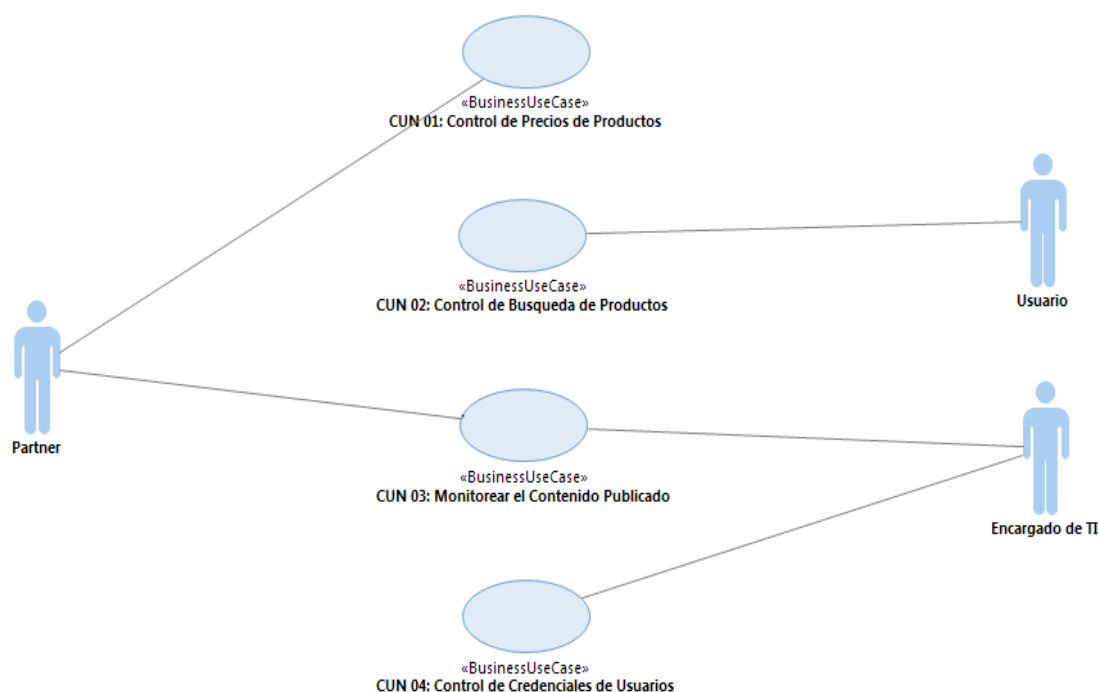 «BusinessUseCase»
CUN 01: Control de Precios de Productos
«BusinessUseCase»
CUN 02: Control de Busqueda de Productos
Usuario
Partner
«BusinessUseCase»
CUN 03: Monitorear el Contenido Publicado
Encargado de TI
«BusinessUseCase»
CUN 04: Control de Credenciales de Usuarios